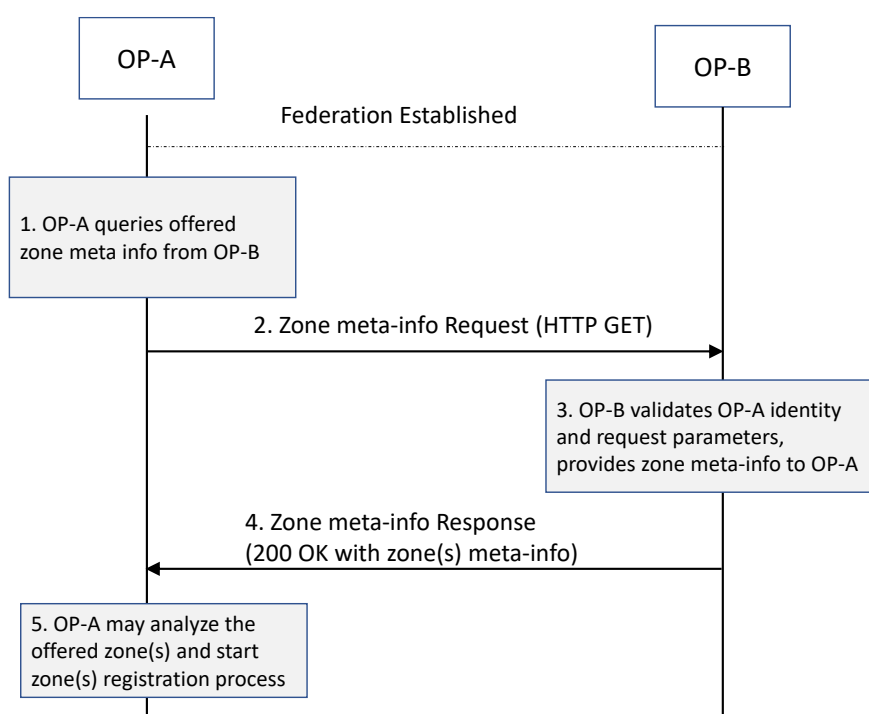 OP-A
OP-B
Federation Established
1. OP-A queries offered
zone meta info from OP-B
2. Zone meta-info Request (HTTP GET)
3. OP-B validates OP-A identity
and request parameters,
provides zone meta-info to OP-A
4. Zone meta-info Response
(200 OK with zone(s) meta-info)
5. OP-A may analyze the
offered zone(s) and start
zone(s) registration process